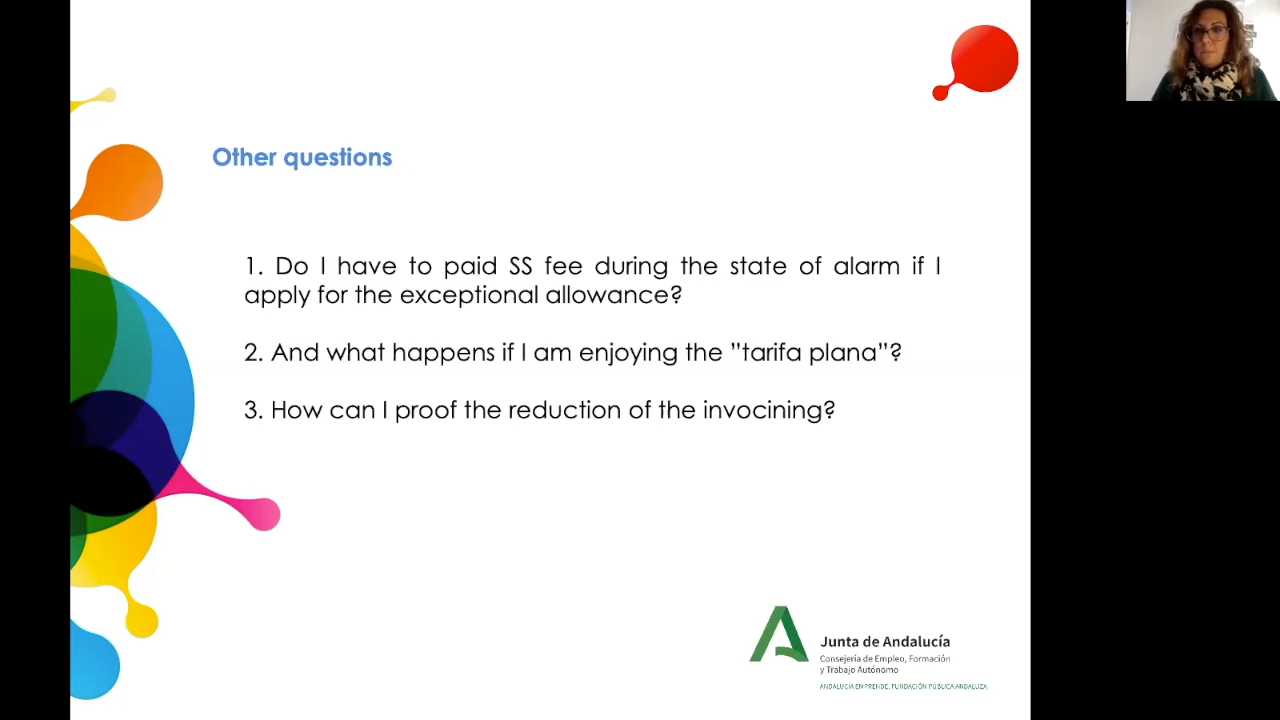 Other questions
1. Do I have to paid SS fee during the state of alarm if I
apply for the exceptional allowance?
2. And what happens if I am enjoying the ”tarifa plana”?
3. How can I proof the reduction of the invocining?
Junta de Andalucía
Consejería de Empleo, Formación
y Trabajo Autónomo
ANDALUCÍA EMPRENDE, FUNDACIÓN PÚBLICA ANDALUZA